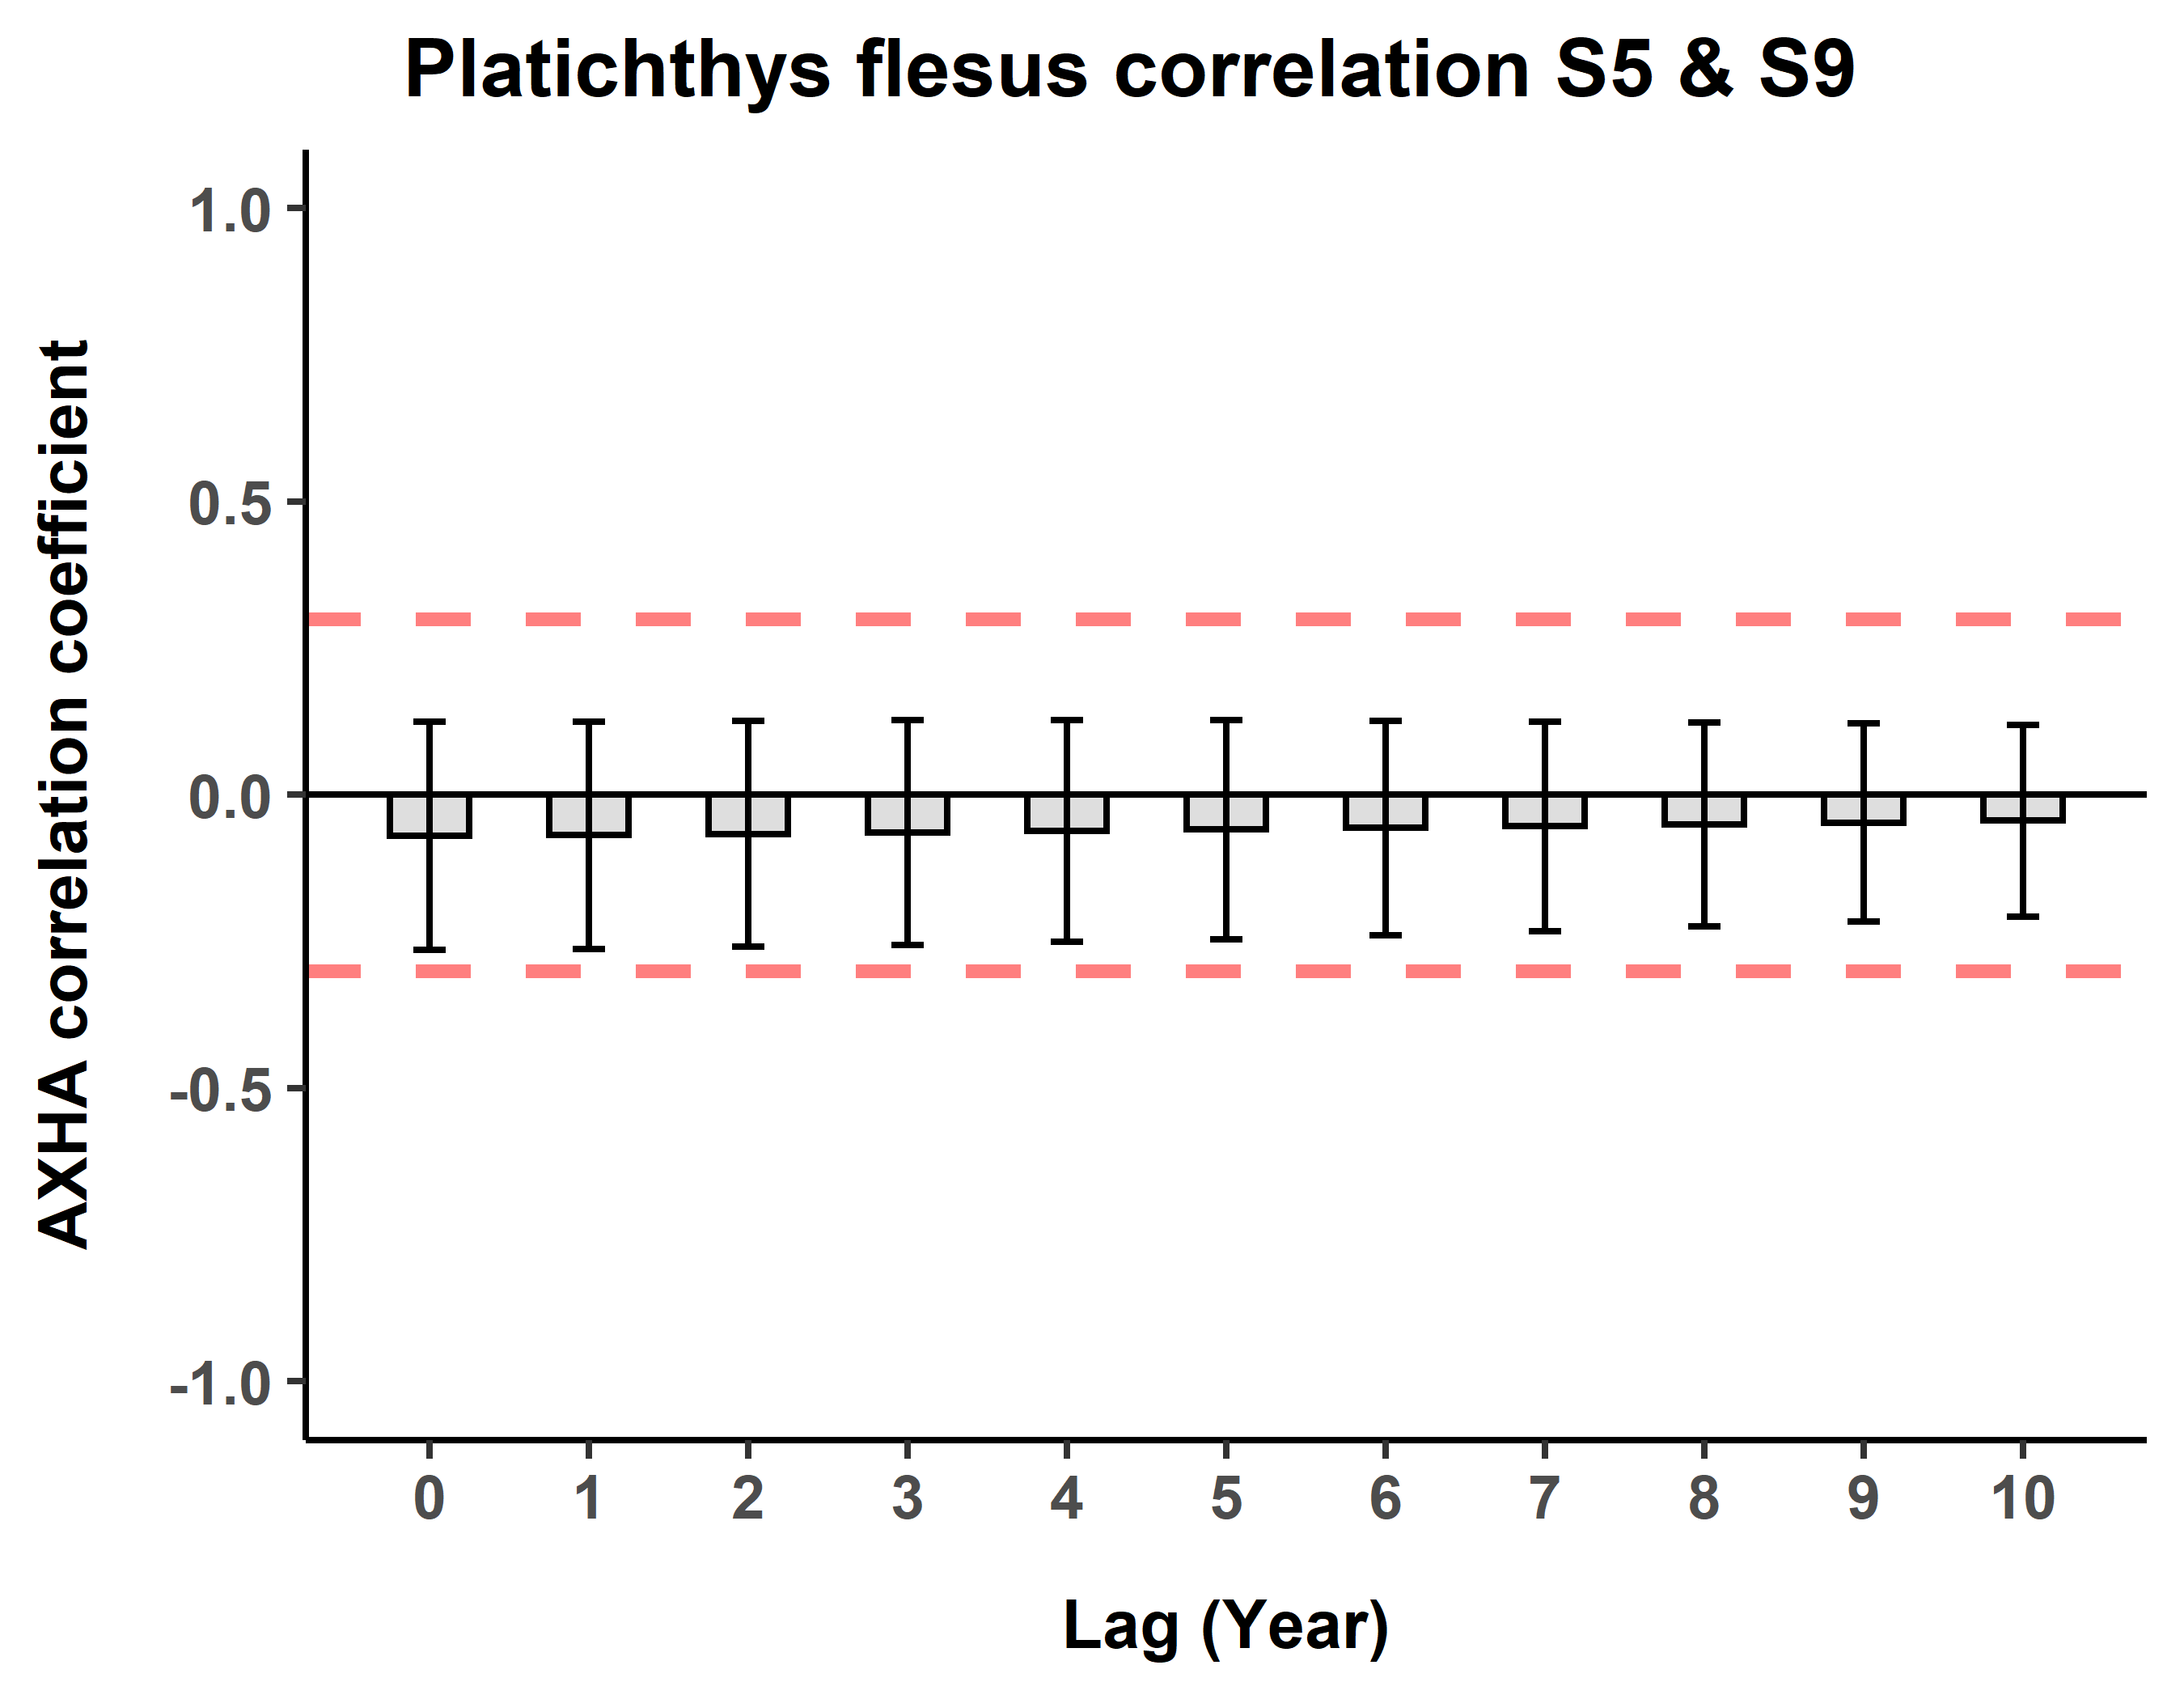 Platichthys flesus correlation S5 & S9
AXHA correlation coefficient
1.0
0.5
0.0
-0.5
-1.0
0 1 2 3 4 5 6 7 8 9 10
Lag (Year)